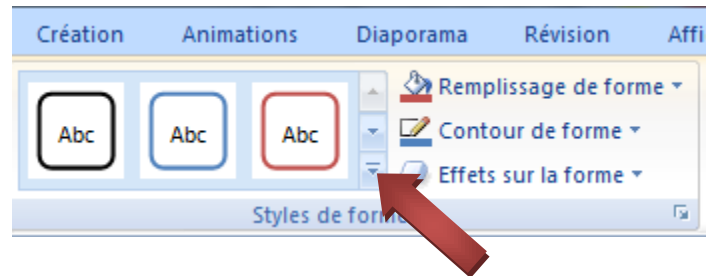 Création Animations Diaporama Révision Affi
Abc Abc Abc
Remplissage de forme
Contour de forme
Effets sur la forme
Styles de form